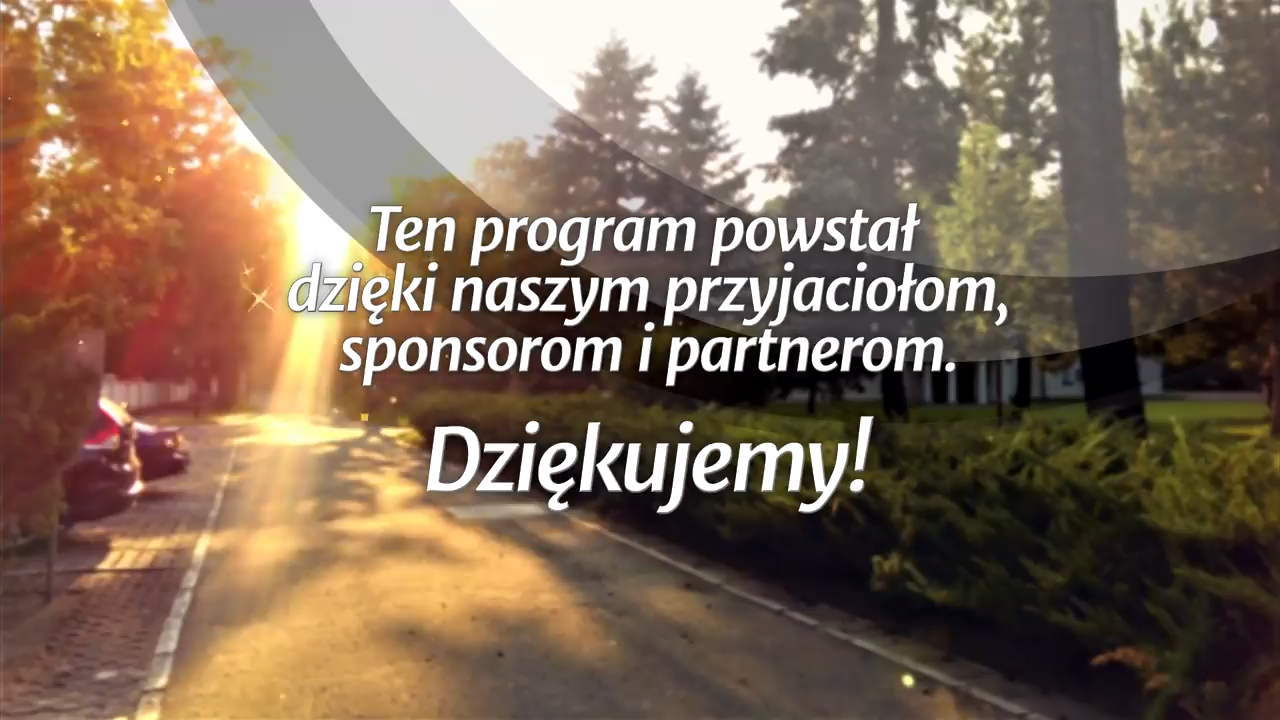 Ten program powstał
dzięki naszym przyjaciołom,
sponsorom i partnerom.
Dziękujemy!